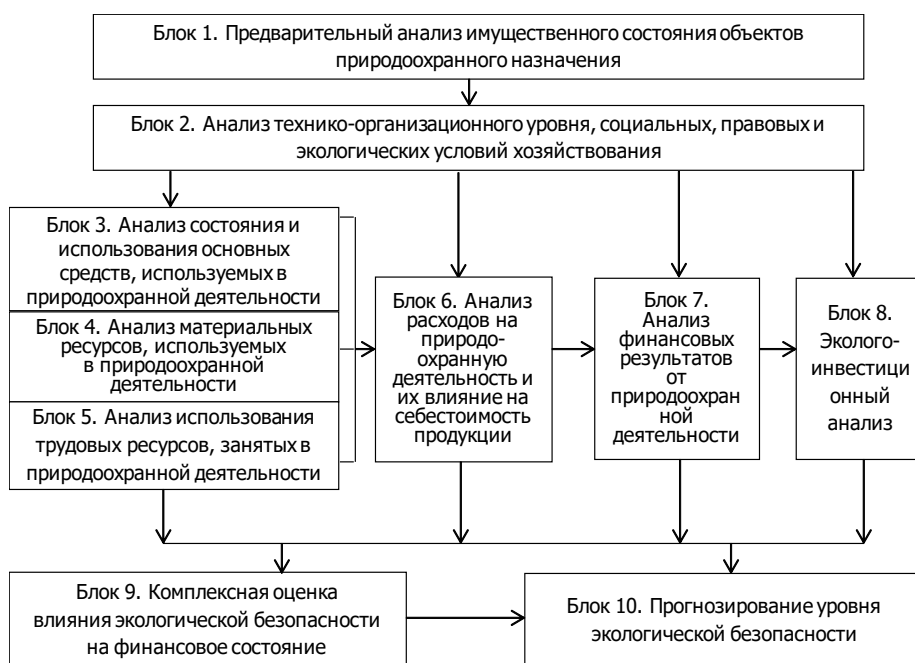 Блок 1. Предварительный анализ имущественного состояния объектов
природоохранного назначения
Блок 2. Анализ технико-организационного уровня, социальных, правовых и
экологических условий хозяйствования
Блок 3. Анализ состояния и
использования основных
средств, используемых в
природоохранной деятельности
Блок 4. Анализ материальных
ресурсов, используемых
в природоохранной
деятельности
Блок 5. Анализ использования
трудовых ресурсов, занятых в
природоохранной деятельности
Блок 6. Анализ
расходов на
природо-
охранную
деятельность и
их влияние на
себестоимость
продукции
Блок 7.
Анализ
финансовых
результатов
от
природоохран
ной
деятельности
Блок 8.
Эколого-
инвестици
онный
анализ
Блок 9. Комплексная оценка
влияния экологической безопасности
на финансовое состояние
Блок 10. Прогнозирование уровня
экологической безопасности